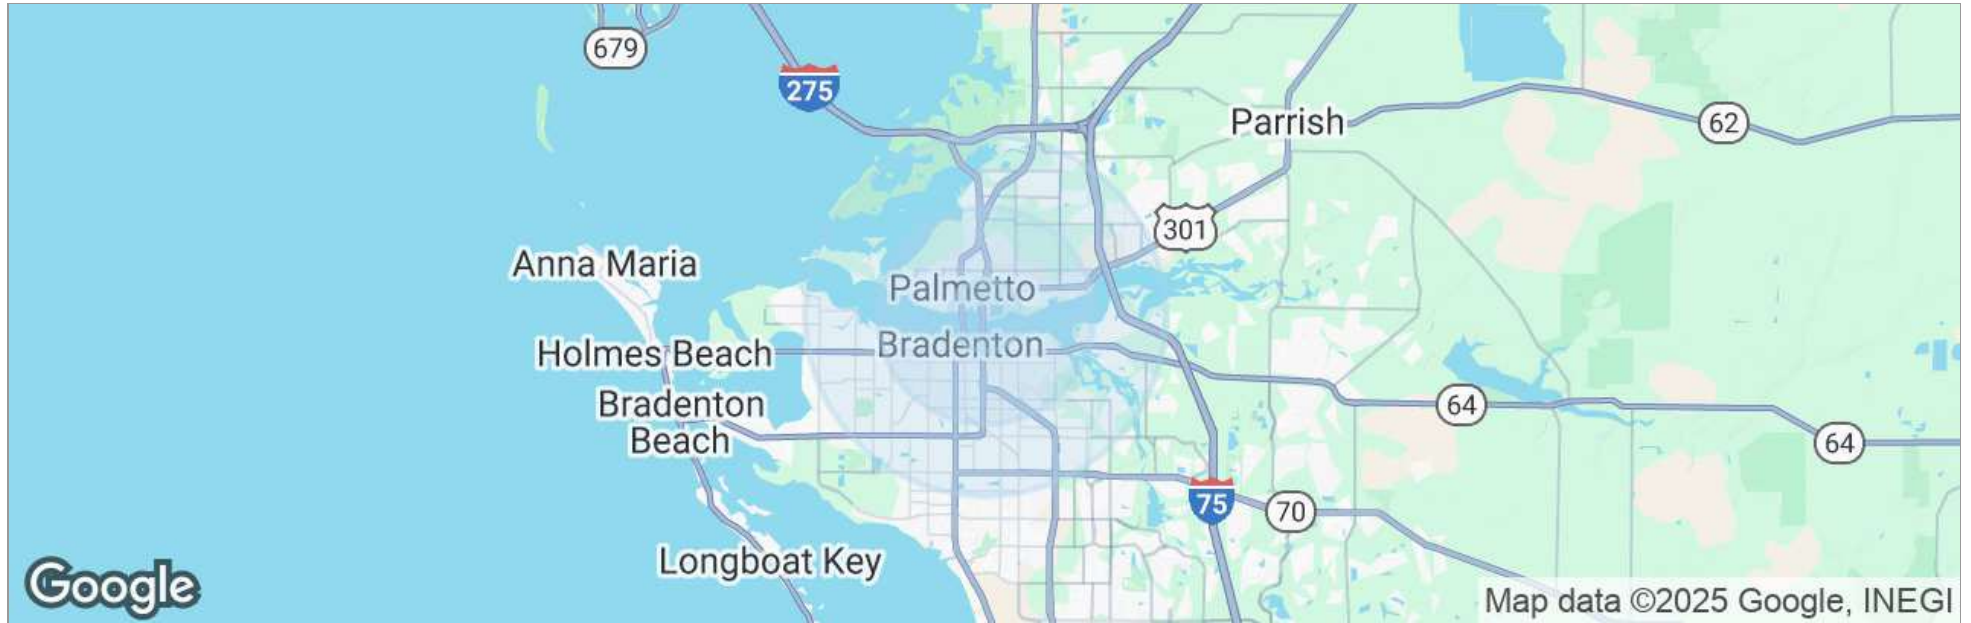 679
275
Parrish
62
301
Anna Maria
Palmetto
Bradenton
Holmes Beach
Bradenton
Beach
64
64
75
70
Longboat Key
Google
Map data ©2025 Google, INEGI